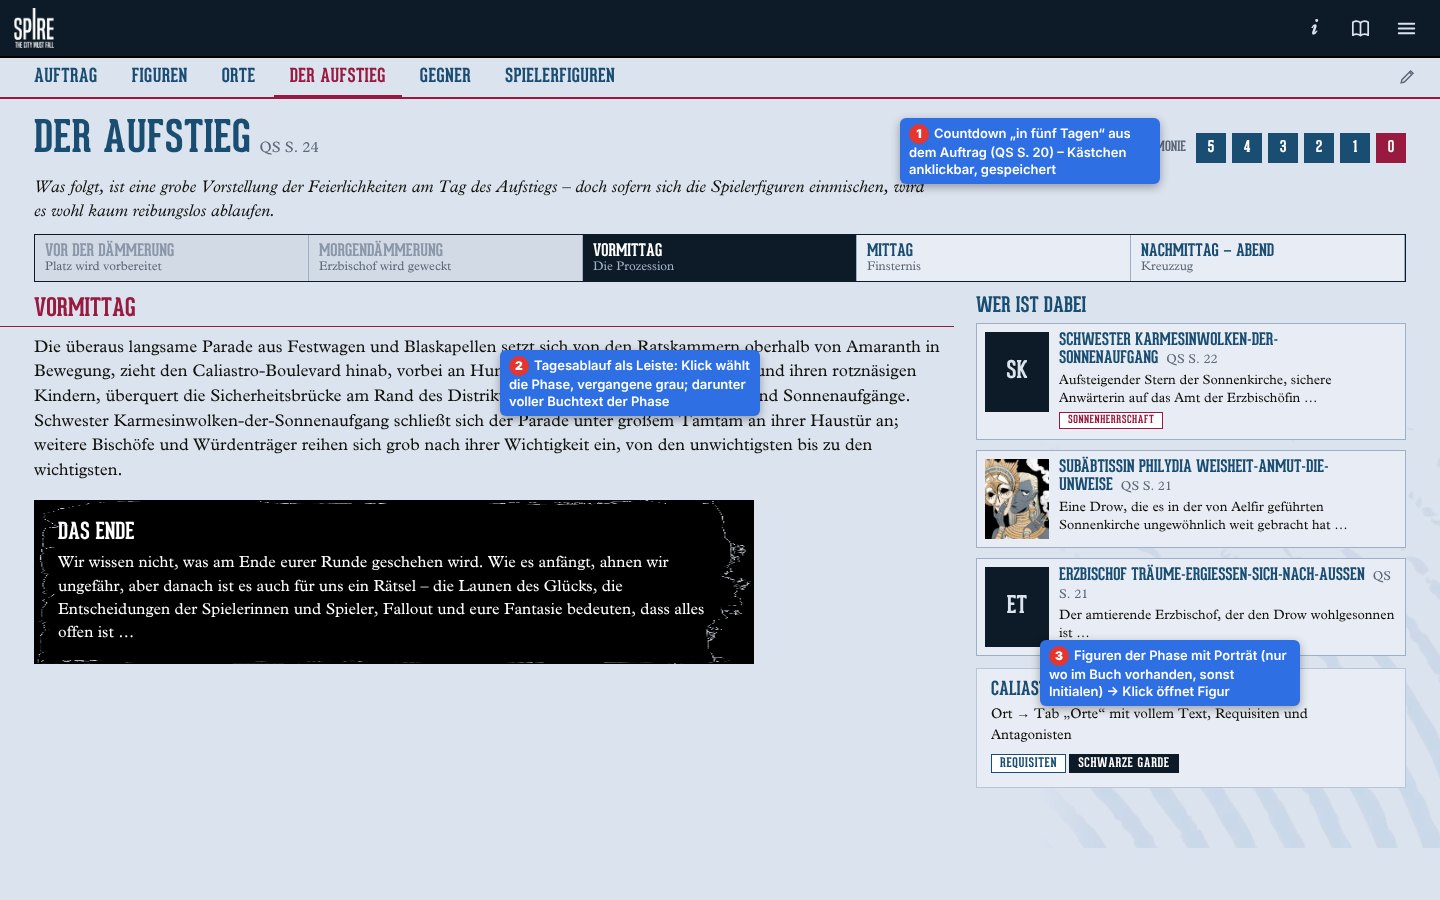 SPIRE
THE CITY MUST FALL
i
AUFTRAG
FIGUREN
ORTE
DER AUFSTIEG
GEGNER
SPIELERFIGUREN
DER AUFSTIEG QS S. 24
1 Countdown „in fünf Tagen“ aus
dem Auftrag (QS S. 20) – Kästchen
anklickbar, gespeichert
5 4 3 2 1 0
Was folgt, ist eine grobe Vorstellung der Feierlichkeiten am Tag des Aufstiegs – doch sofern sich die Spielerfiguren einmischen, wird
es wohl kaum reibungslos ablaufen.
VOR DER DÄMMERUNG
Platz wird vorbereitet
MORGENDÄMMERUNG
Erzbischof wird geweckt
VORMITTAG
Die Prozession
MITTAG
Finsternis
NACHMITTAG – ABEND
Kreuzzug
VORMITTAG
Die überaus langsame Parade aus Festwagen und Blaskapellen setzt sich von den Ratskammern oberhalb von Amaranth in
Bewegung, zieht den Caliastro-Boulevard hinab, vorbei an und ihren rotznäsigen
Kindern, überquert die Sicherheitsbrücke am Rand des Sonnenaufgänge.
Schwester Karmesinwolken-der-Sonnenaufgang schließt sich der Parade unter großem Tamtam an ihrer Haustür an;
weitere Bischöfe und Würdenträger reihen sich grob nach ihrer Wichtigkeit ein, von den unwichtigsten bis zu den
wichtigsten.
2 Tagesablauf als Leiste: Klick wählt
die Phase, vergangene grau; darunter
voller Buchtext der Phase
DAS ENDE
Wir wissen nicht, was am Ende eurer Runde geschehen wird. Wie es anfängt, ahnen wir
ungefähr, aber danach ist es auch für uns ein Rätsel – die Launen des Glücks, die
Entscheidungen der Spielerinnen und Spieler, Fallout und eure Fantasie bedeuten, dass alles
offen ist …
WER IST DABEI
SK
SCHWESTER KARMESINWOLKEN-DER-
SONNENAUFGANG QS S. 22
Aufsteigender Stern der Sonnenkirche, sichere
Anwärterin auf das Amt der Erzbischöfin …
SONNENHERRSCHAFT
SUBÄBTISSIN PHILYDIA WEISHEIT-ANMUT-DIE-
UNWEISE QS S. 21
Eine Drow, die es in der von Aelfir geführten
Sonnenkirche ungewöhnlich weit gebracht hat …
ET
ERZBISCHOF TRÄUME-ERGIESSEN-SICH-NACH-AUSSEN QS
S. 21
Der amtierende Erzbischof, der den Drow wohlgesonnen
ist …
3 Figuren der Phase mit Porträt (nur
wo im Buch vorhanden, sonst
Initialen) → Klick öffnet Figur
Ort → Tab „Orte“ mit vollem Text, Requisiten und
Antagonisten
REQUISITEN
SCHWARZE GARDE